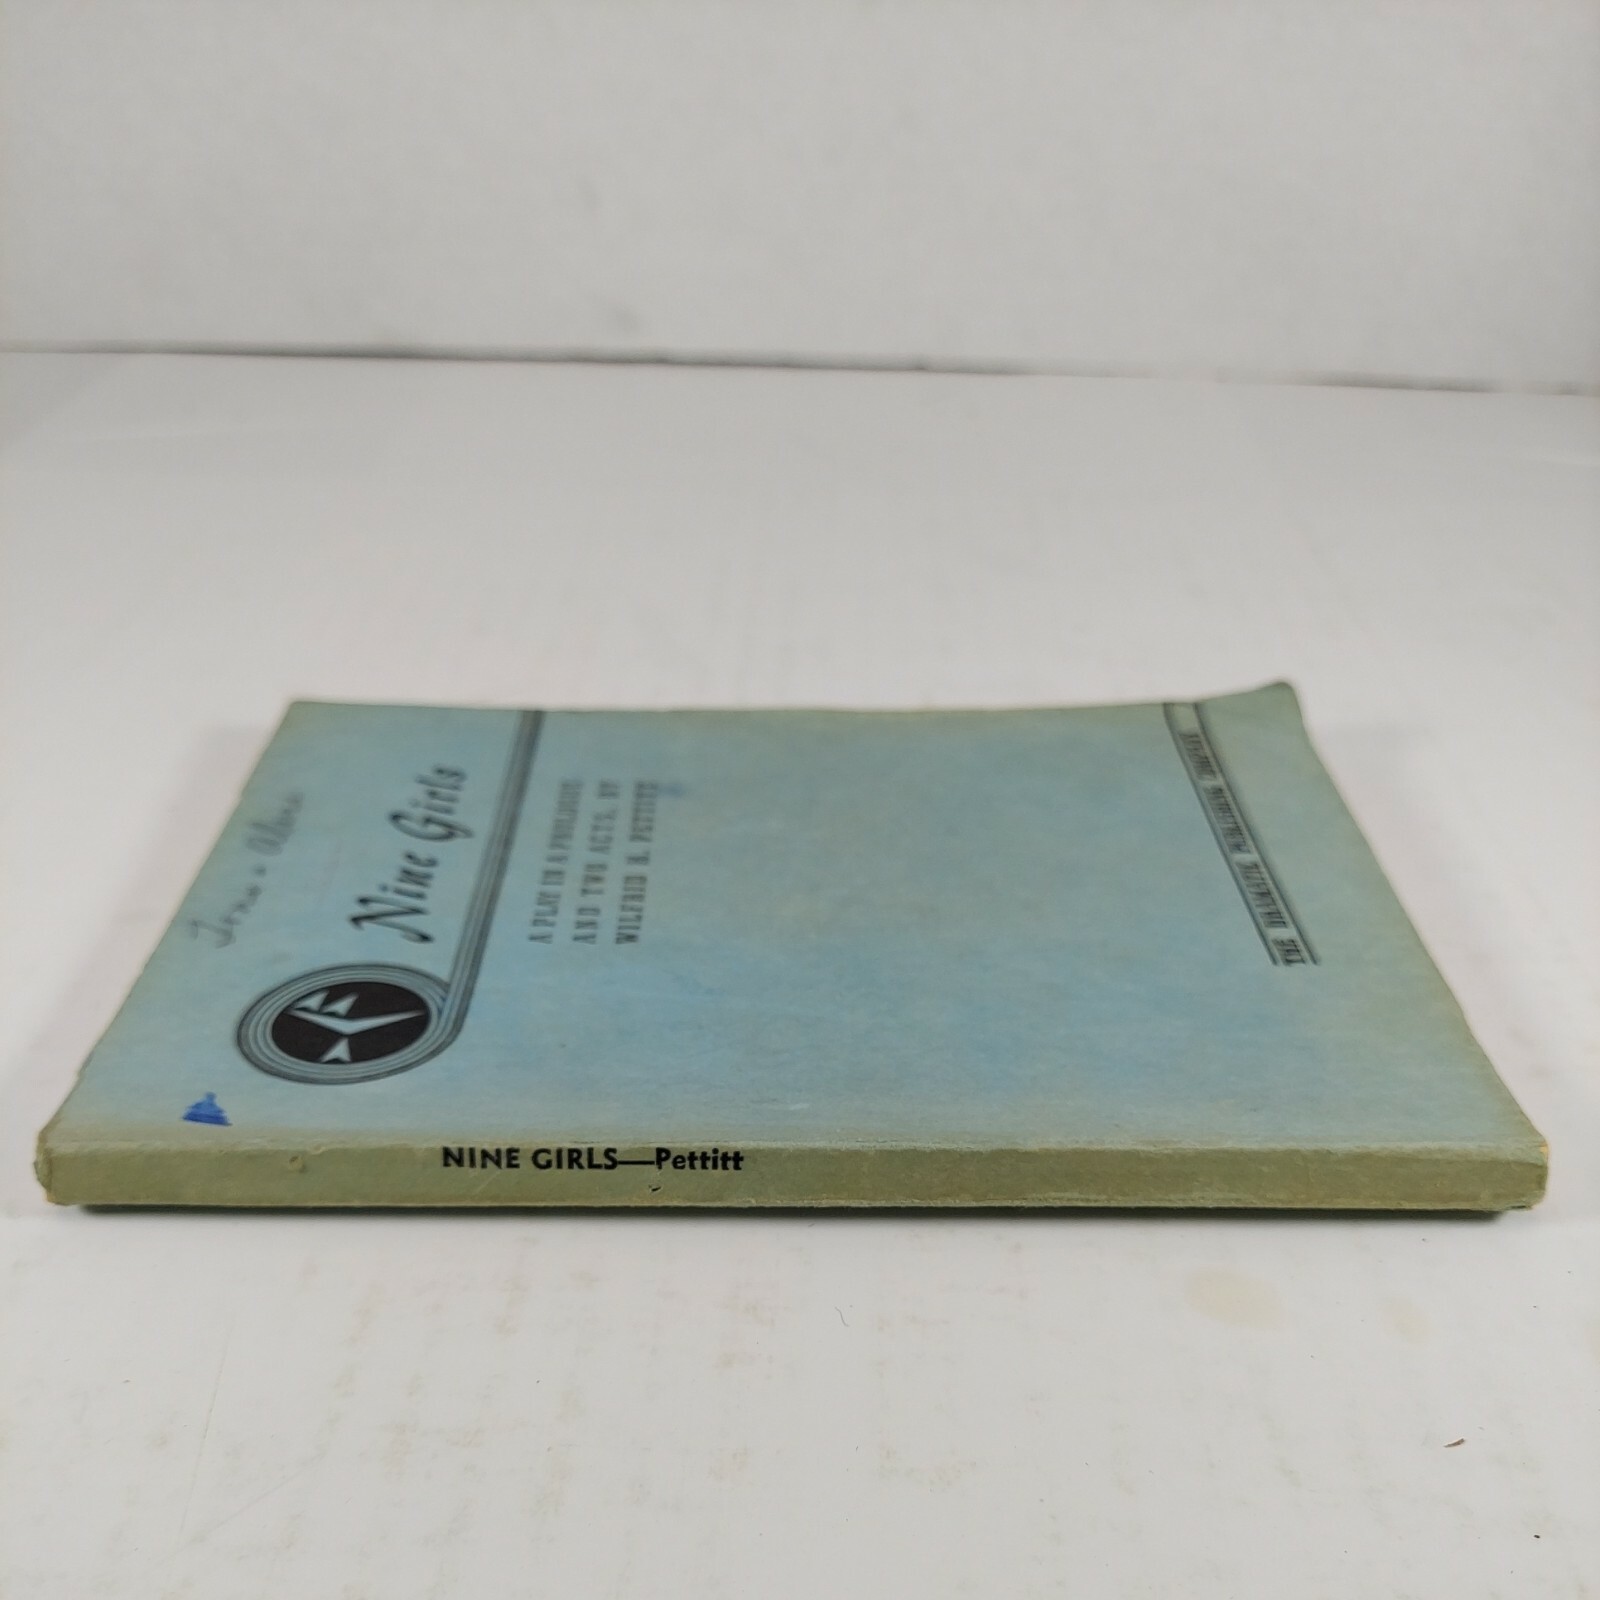 Nine Girls
A PLAY IN A PROLOGUE
AND TWO ACTS, BY
WILFRID H. PETTITT
THE DRAMATIC PUBLISHING COMPANY
NINE GIRLS—Pettitt